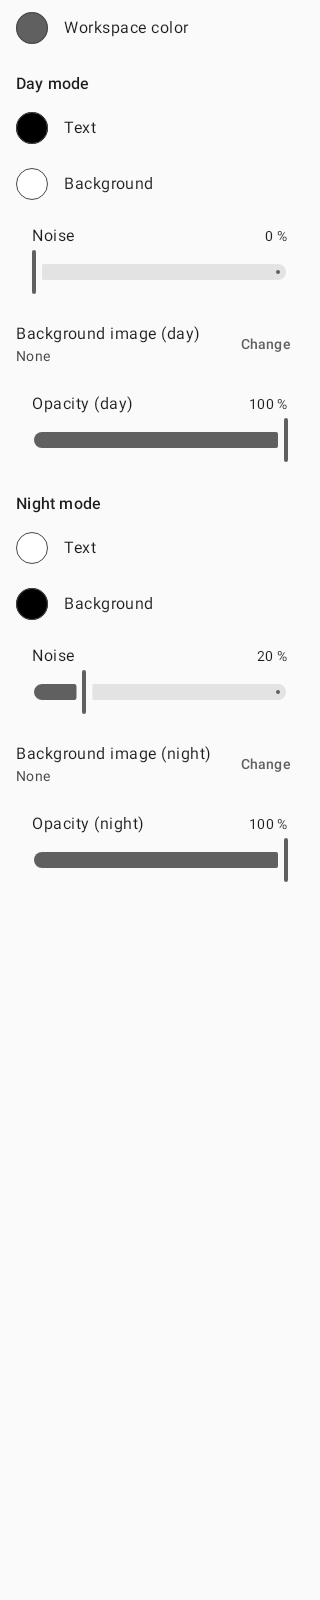 Workspace color
Day mode
Text
Background
Noise 0 %
Background image (day)
None
Change
Opacity (day) 100 %
Night mode
Text
Background
Noise 20 %
Background image (night)
None
Change
Opacity (night) 100 %